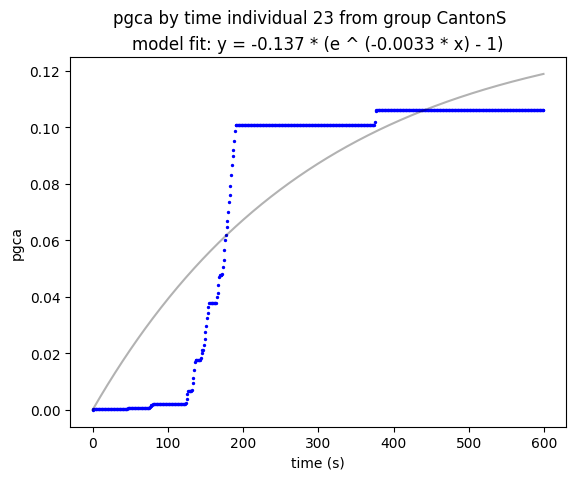 pgca by time individual 23 from group CantonS
model fit: y = -0.137 * (e ^ (-0.0033 * x) - 1)
0.12
0.10
0.08
0.06
0.04
0.02
0.00
pgca
0 100 200 300 400 500 600
time (s)